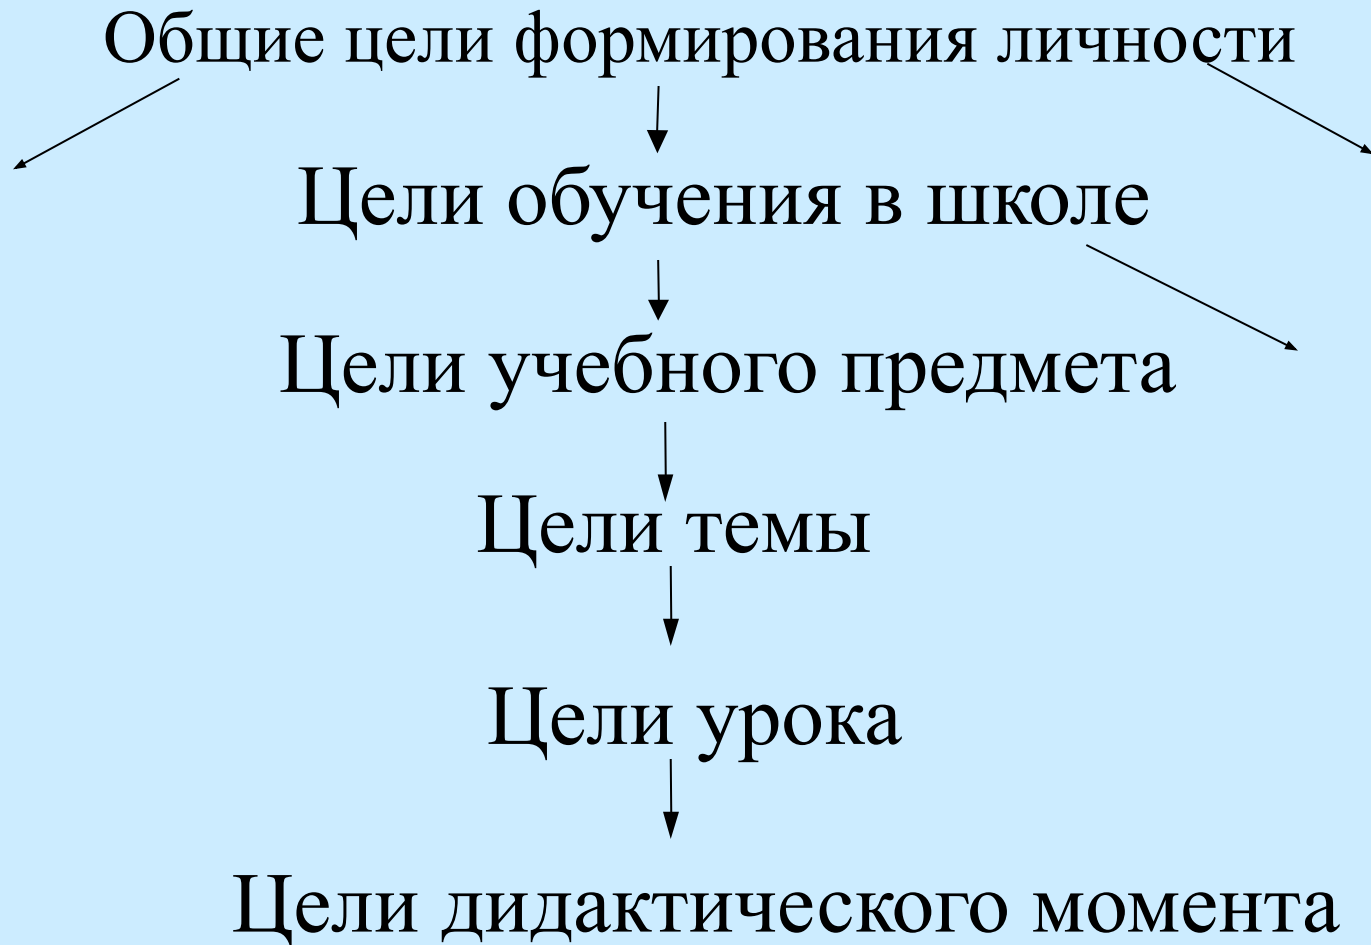 Общие цели формирования личности
Цели обучения в школе
Цели учебного предмета
Цели темы
Цели урока
Цели дидактического момента